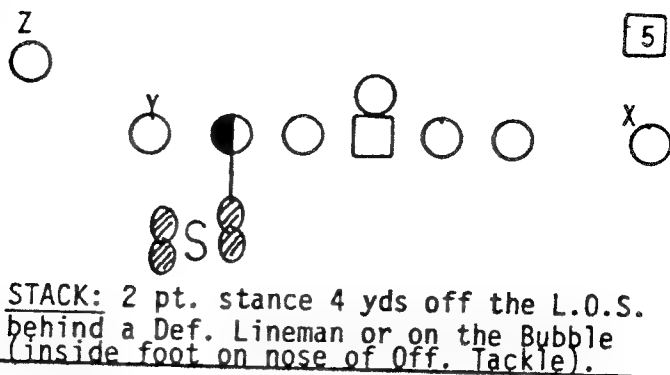 Z
5
Y
X
S
STACK: 2 pt. stance 4 yds off the L.O.S.
behind a Def. Lineman or on the Bubble
(inside foot on nose of Off. Tackle).